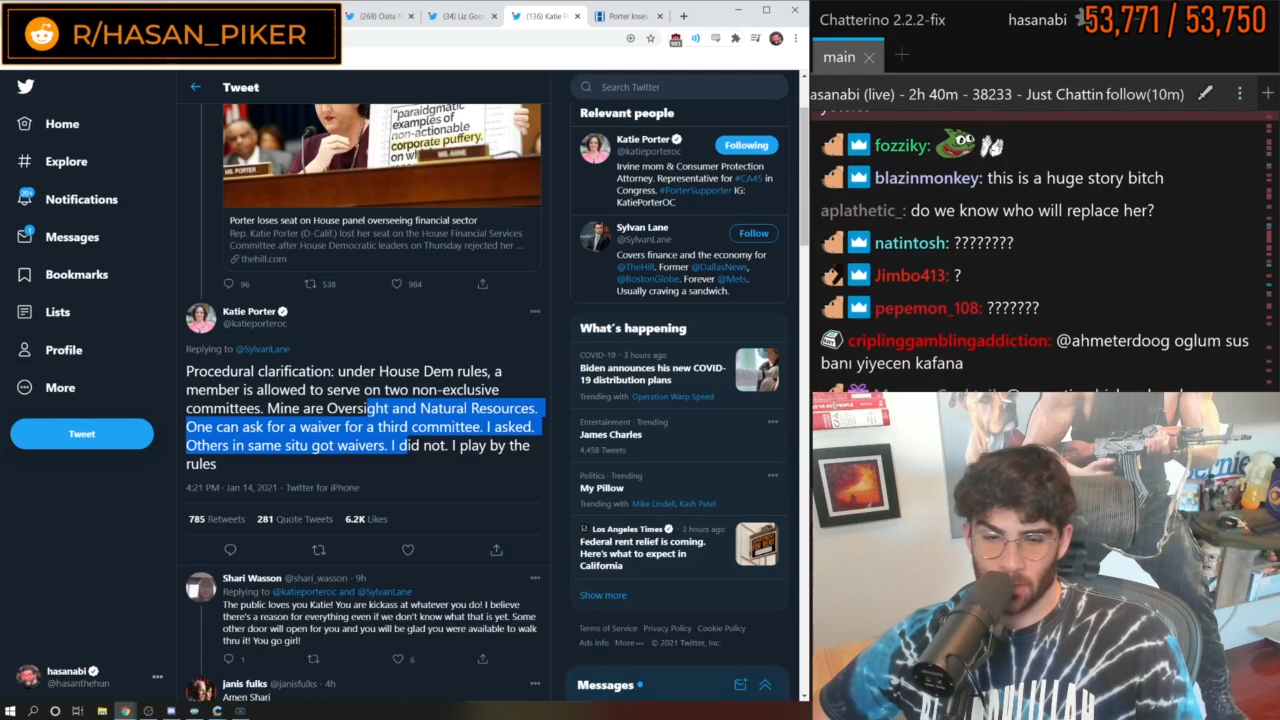 R/HASAN_PIKER
(268) Osita N
(34) Liz Goo
(136) Katie P
Porter loses
Tweet
Home
Explore
20+
Notifications
1
Messages
Bookmarks
Lists
Profile
More
Tweet
hasanabi
@hasanthehun
"paradigmatic
examples of
non-actionable
corporate puffery,
MS. PORTER
Porter loses seat on House panel overseeing financial sector
Rep. Katie Porter (D-Calif.) lost her seat on the House Financial Services
Committee after House Democratic leaders on Thursday rejected her ...
thehill.com
96
538
984
Katie Porter
@katieporteroc
Replying to @SylvanLane
Procedural clarification: under House Dem rules, a
member is allowed to serve on two non-exclusive
committees. Mine are Oversight and Natural Resources.
One can ask for a waiver for a third committee. I asked.
Others in same situ got waivers. I did not. I play by the
rules
4:21 PM · Jan 14, 2021 · Twitter for iPhone
785 Retweets 281 Quote Tweets 6.2K Likes
Shari Wasson @shari_wasson · 9h
Replying to @katieporteroc and @SylvanLane
The public loves you Katie! You are kickass at whatever you do! I believe
there's a reason for everything even if we don't know what that is yet. Some
other door will open for you and you will be glad you were available to walk
thru it! You go girl!
1
6
janis fulks @janisfulks · 4h
Amen Shari
Search Twitter
Relevant people
Katie Porter
@katieporteroc
Following
Irvine mom & Consumer Protection
Attorney. Representative for #CA45 in
Congress. #PorterSupporter IG:
KatiePorterOC
Sylvan Lane
@SylvanLane
Follow
Covers finance and the economy for
@TheHill. Former @DallasNews,
@BostonGlobe. Forever @Mets.
Usually craving a sandwich.
What's happening
COVID-19 · 3 hours ago
Biden announces his new COVID-
19 distribution plans
Trending with Operation Warp Speed
Entertainment · Trending
James Charles
4,458 Tweets
Politics · Trending
My Pillow
Trending with Mike Lindell, Kash Patel
Los Angeles Times · 3 hours ago
Federal rent relief is coming.
Here's what to expect in
California
Show more
Terms of Service Privacy Policy Cookie Policy
Ads info More © 2021 Twitter, Inc.
Messages
Chatterino 2.2.2-fix
hasanabi
53,771 / 53,750
main
asanabi (live) - 2h 40m - 38233 - Just Chattin follow(10m)
fozziky:
blazinmonkey: this is a huge story bitch
aplathetic_: do we know who will replace her?
natintosh: ????????
Jimbo413: ?
pepemon_108: ???????
criplinggamblingaddiction: @ahmeterdoog oglum sus
banı yiyecen kafana
Bernie